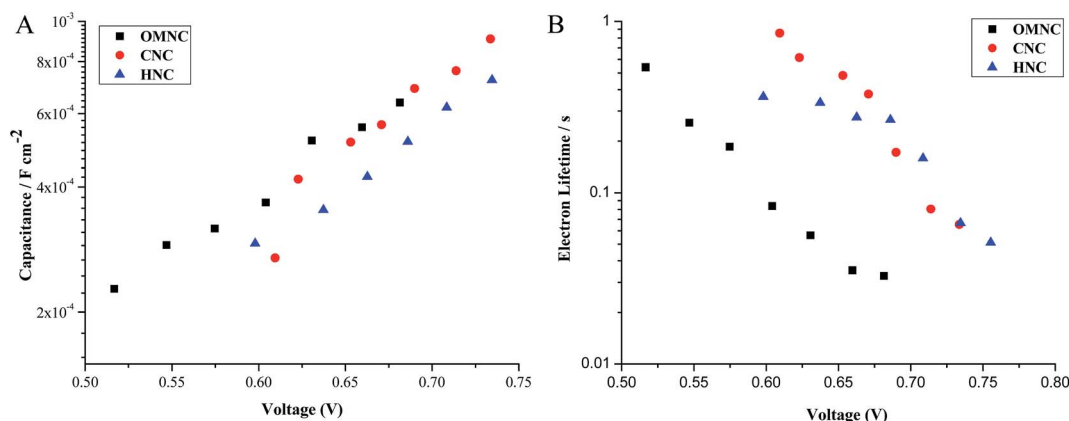 A
OMNC
CNC
HNC
10⁻³
8x10⁻⁴
6x10⁻⁴
4x10⁻⁴
2x10⁻⁴
Capacitance / F cm⁻²
0.50 0.55 0.60 0.65 0.70 0.75
Voltage (V)
B
OMNC
CNC
HNC
1
0.1
0.01
Electron Lifetime / s
0.50 0.55 0.60 0.65 0.70 0.75 0.80
Voltage (V)